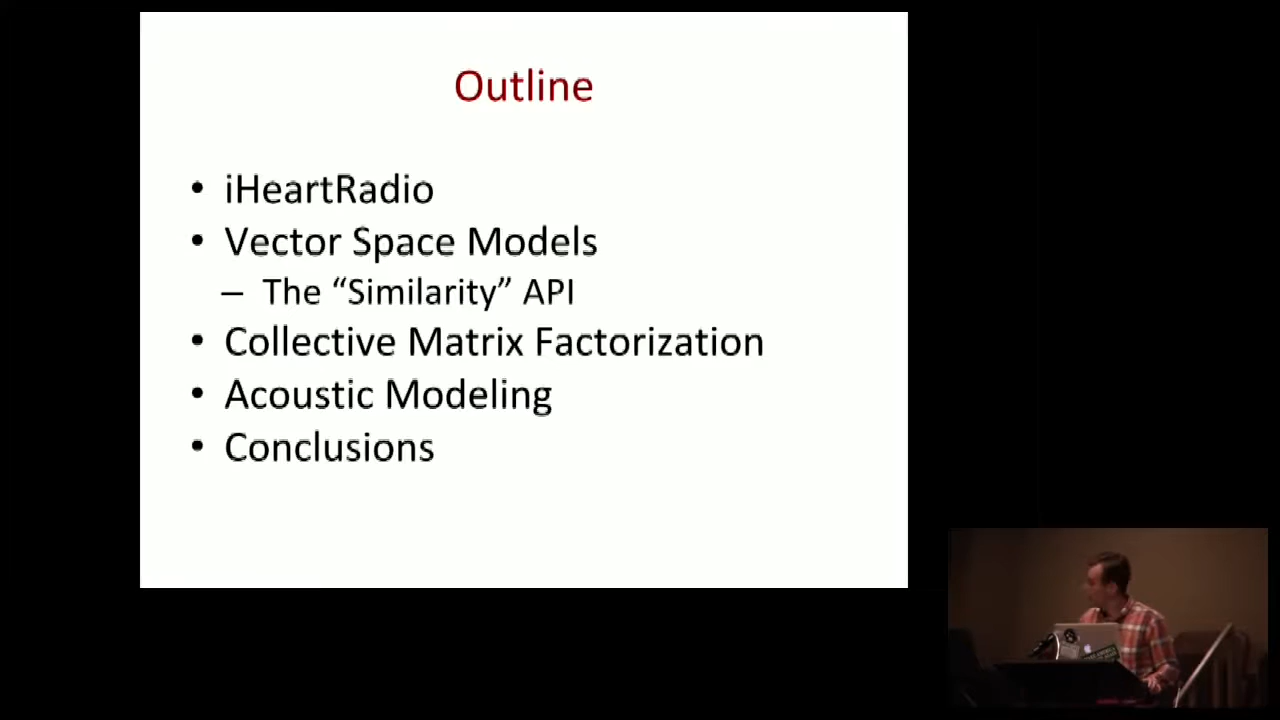 Outline
• iHeartRadio
• Vector Space Models
– The “Similarity” API
• Collective Matrix Factorization
• Acoustic Modeling
• Conclusions